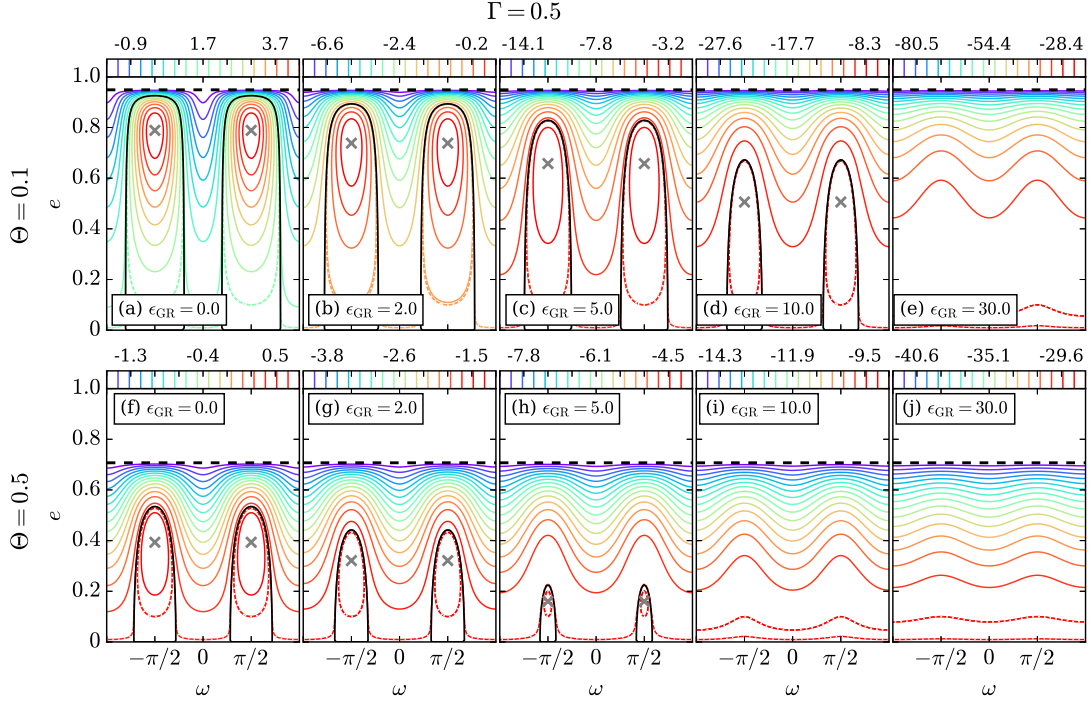 Γ = 0.5
-0.9 1.7 3.7 -6.6 -2.4 -0.2 -14.1 -7.8 -3.2 -27.6 -17.7 -8.3 -80.5 -54.4 -28.4
1.0
0.8
0.6
0.4
0.2
0
e
Θ = 0.1
(a) ϵGR = 0.0
(b) ϵGR = 2.0
(c) ϵGR = 5.0
(d) ϵGR = 10.0
(e) ϵGR = 30.0
-1.3 -0.4 0.5 -3.8 -2.6 -1.5 -7.8 -6.1 -4.5 -14.3 -11.9 -9.5 -40.6 -35.1 -29.6
1.0
0.8
0.6
0.4
0.2
0
e
Θ = 0.5
(f) ϵGR = 0.0
(g) ϵGR = 2.0
(h) ϵGR = 5.0
(i) ϵGR = 10.0
(j) ϵGR = 30.0
−π/2 0 π/2 −π/2 0 π/2 −π/2 0 π/2 −π/2 0 π/2 −π/2 0 π/2
ω ω ω ω ω